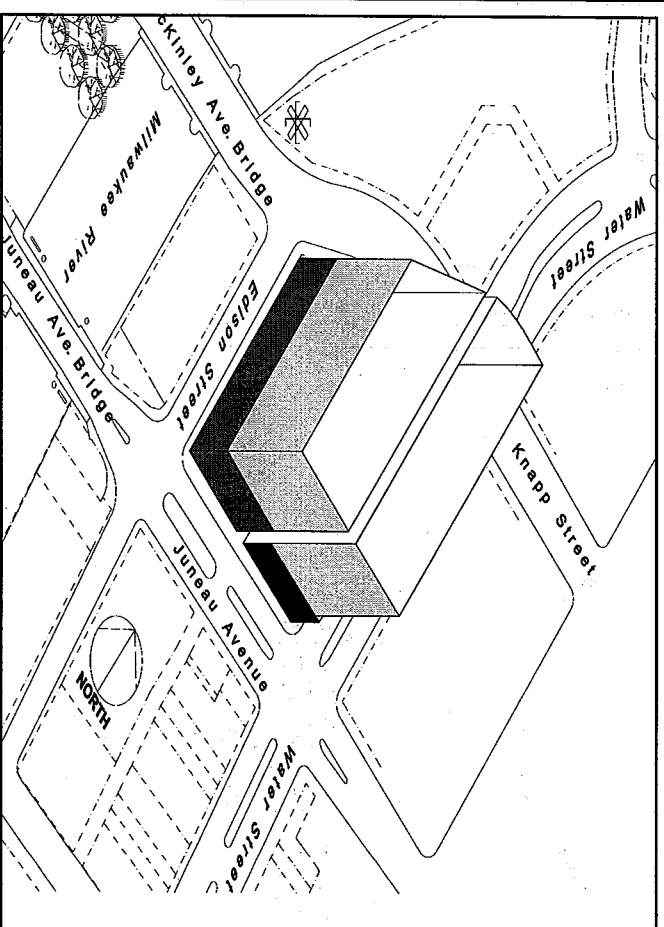 cKinley Ave. Bridge
Milwaukee River
Water Street
Juneau Ave. Bridge
Edison Street
Knapp Street
Juneau Avenue
NORTH
Water Street